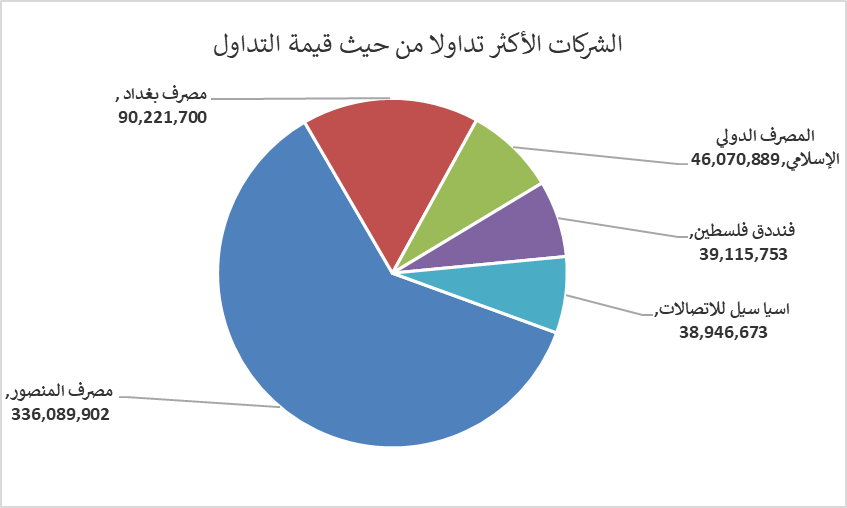 الشركات الأكثر تداولا من حيث قيمة التداول
مصرف بغداد ,
90,221,700
المصرف الدولي
الإسلامي,46,070,889
فنددق فلسطين,
39,115,753
اسيا سيل للاتصالات,
38,946,673
مصرف المنصور,
336,089,902